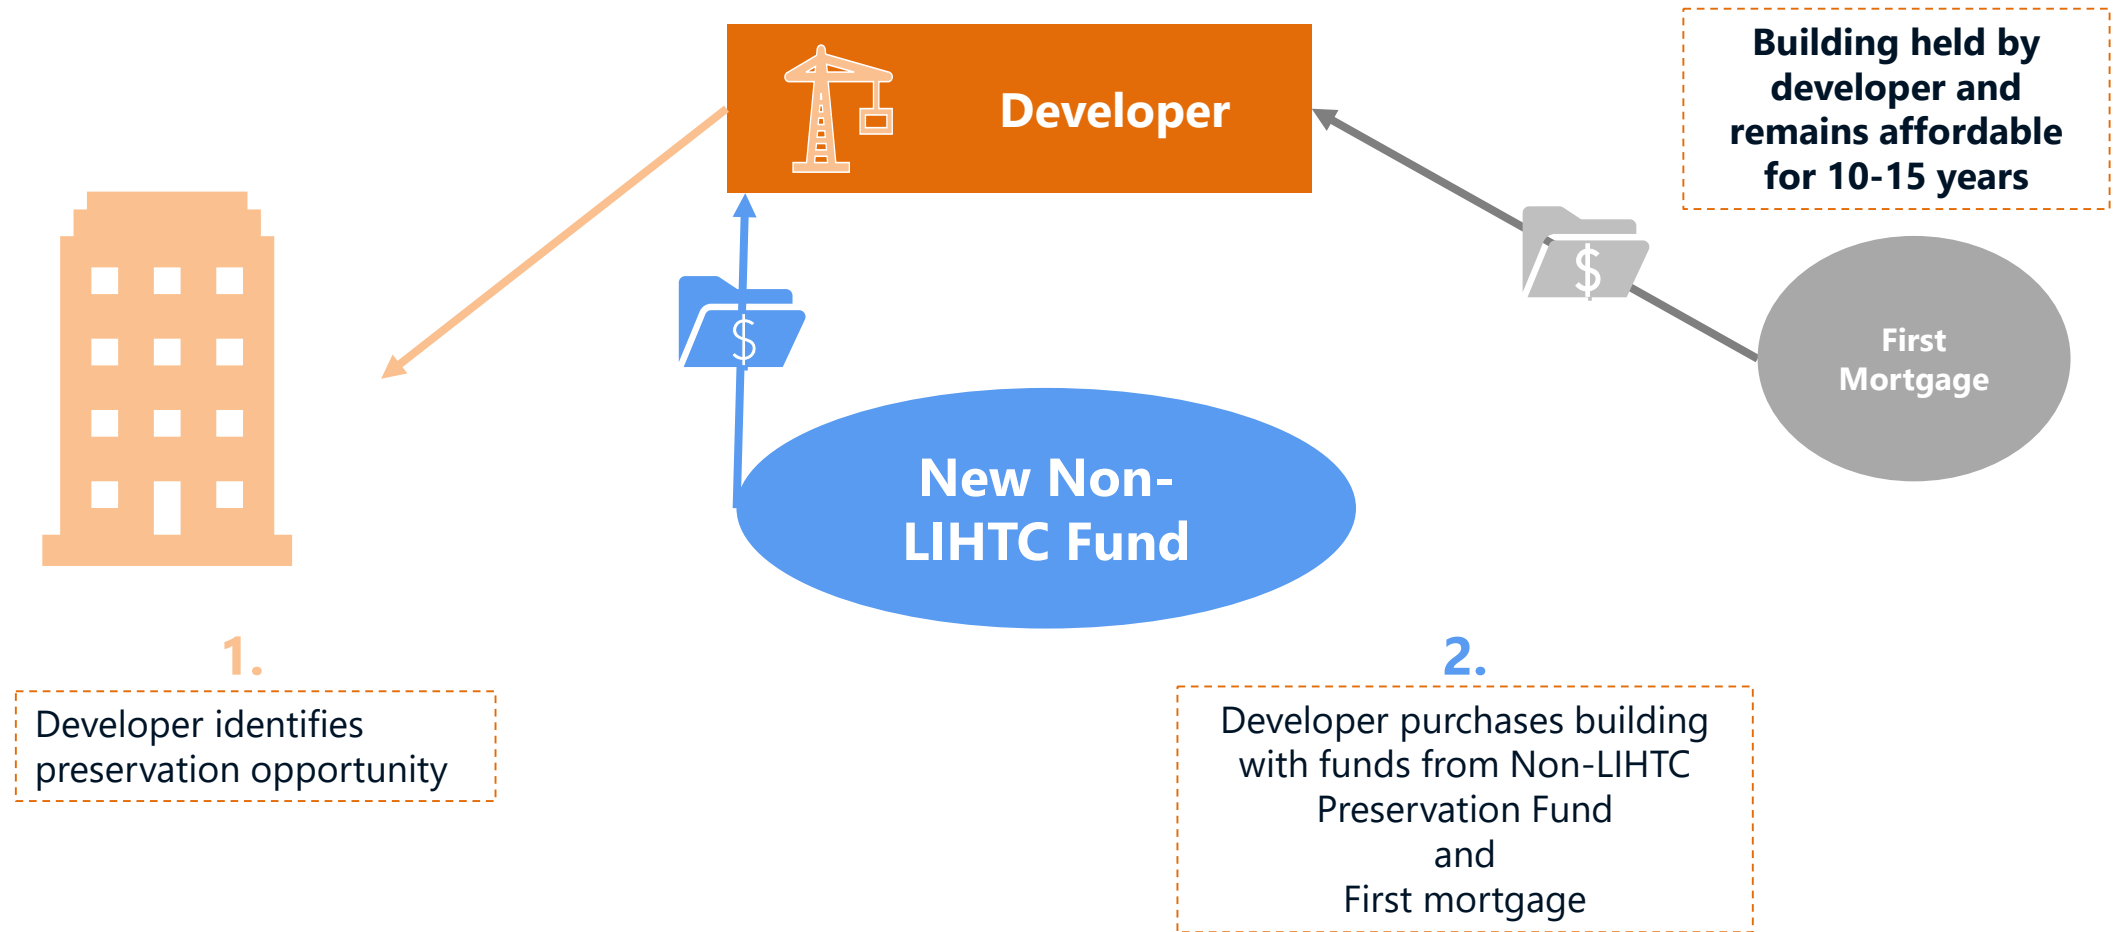 Developer
Building held by
developer and
remains affordable
for 10-15 years
$
$
First
Mortgage
New Non-
LIHTC Fund
1.
Developer identifies
preservation opportunity
2.
Developer purchases building
with funds from Non-LIHTC
Preservation Fund
and
First mortgage